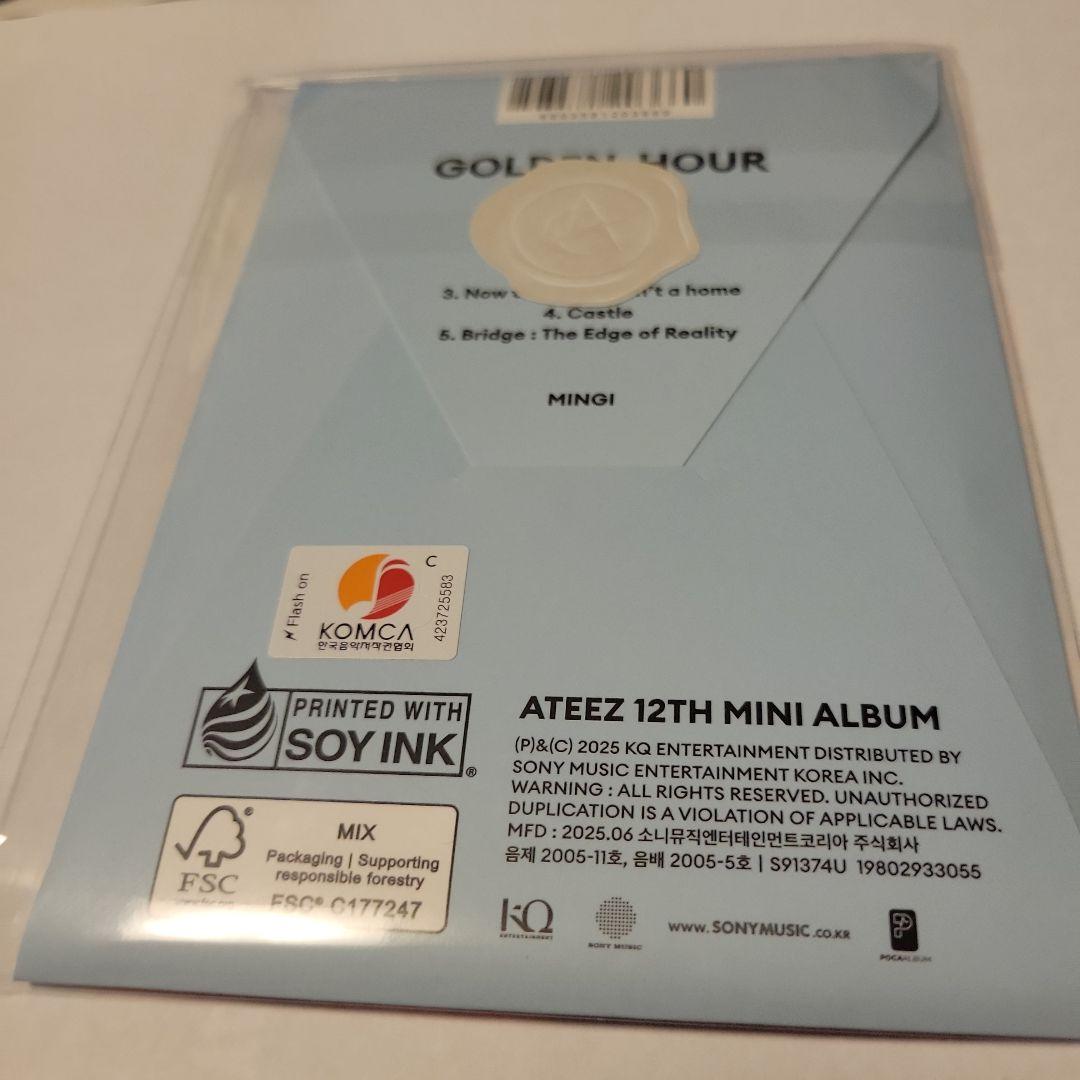 GOLDEN HOUR
A
3. Now 't a home
4. Castle
5. Bridge : The Edge of Reality
MINGI
Flash on
C
KOMCA
한국음악저작권협회
423725583
PRINTED WITH
SOY INK®
ATEEZ 12TH MINI ALBUM
(P)&(C) 2025 KQ ENTERTAINMENT DISTRIBUTED BY
SONY MUSIC ENTERTAINMENT KOREA INC.
WARNING : ALL RIGHTS RESERVED. UNAUTHORIZED
DUPLICATION IS A VIOLATION OF APPLICABLE LAWS.
MFD : 2025.06 소니뮤직엔터테인먼트코리아 주식회사
음제 2005-11호, 음배 2005-5호 | S91374U 19802933055
FSC
MIX
Packaging | Supporting
responsible forestry
FSC® C177247
KQ
ENTERTAINMENT
SONY MUSIC
www.SONYMUSIC.CO.KR
POCAALBUM